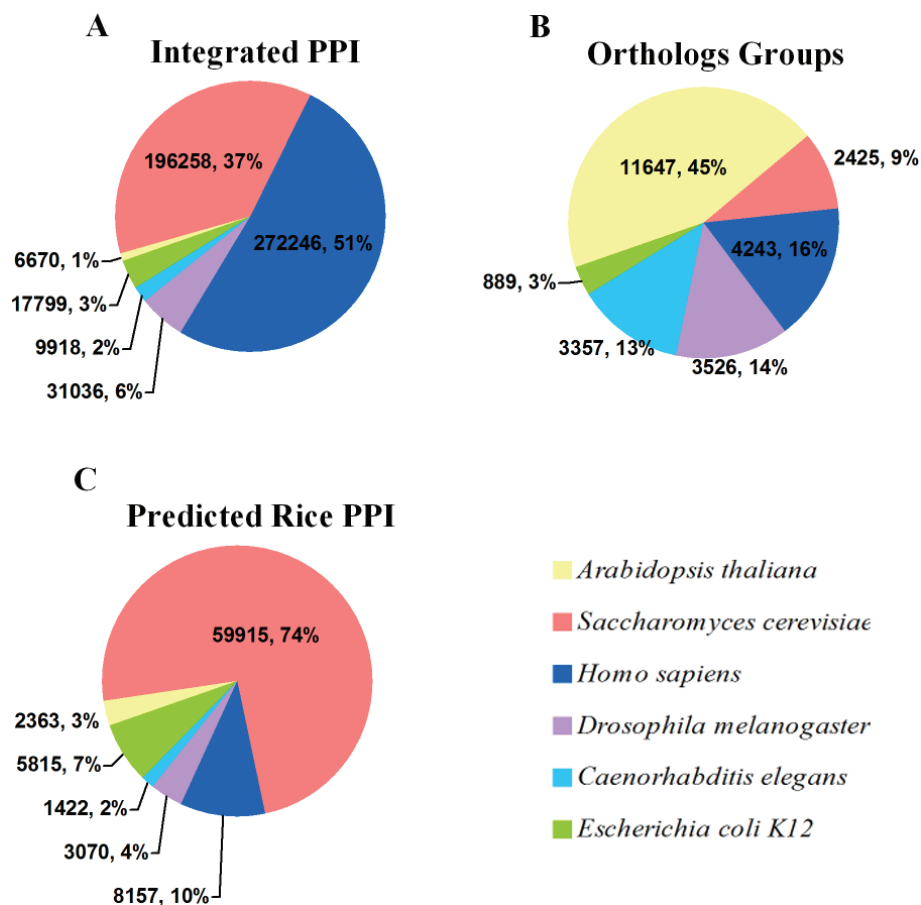 A
Integrated PPI
196258, 37%
272246, 51%
6670, 1%
17799, 3%
9918, 2%
31036, 6%
B
Orthologs Groups
11647, 45%
2425, 9%
4243, 16%
889, 3%
3357, 13%
3526, 14%
C
Predicted Rice PPI
59915, 74%
2363, 3%
5815, 7%
1422, 2%
3070, 4%
8157, 10%
Arabidopsis thaliana
Saccharomyces cerevisiae
Homo sapiens
Drosophila melanogaster
Caenorhabditis elegans
Escherichia coli K12